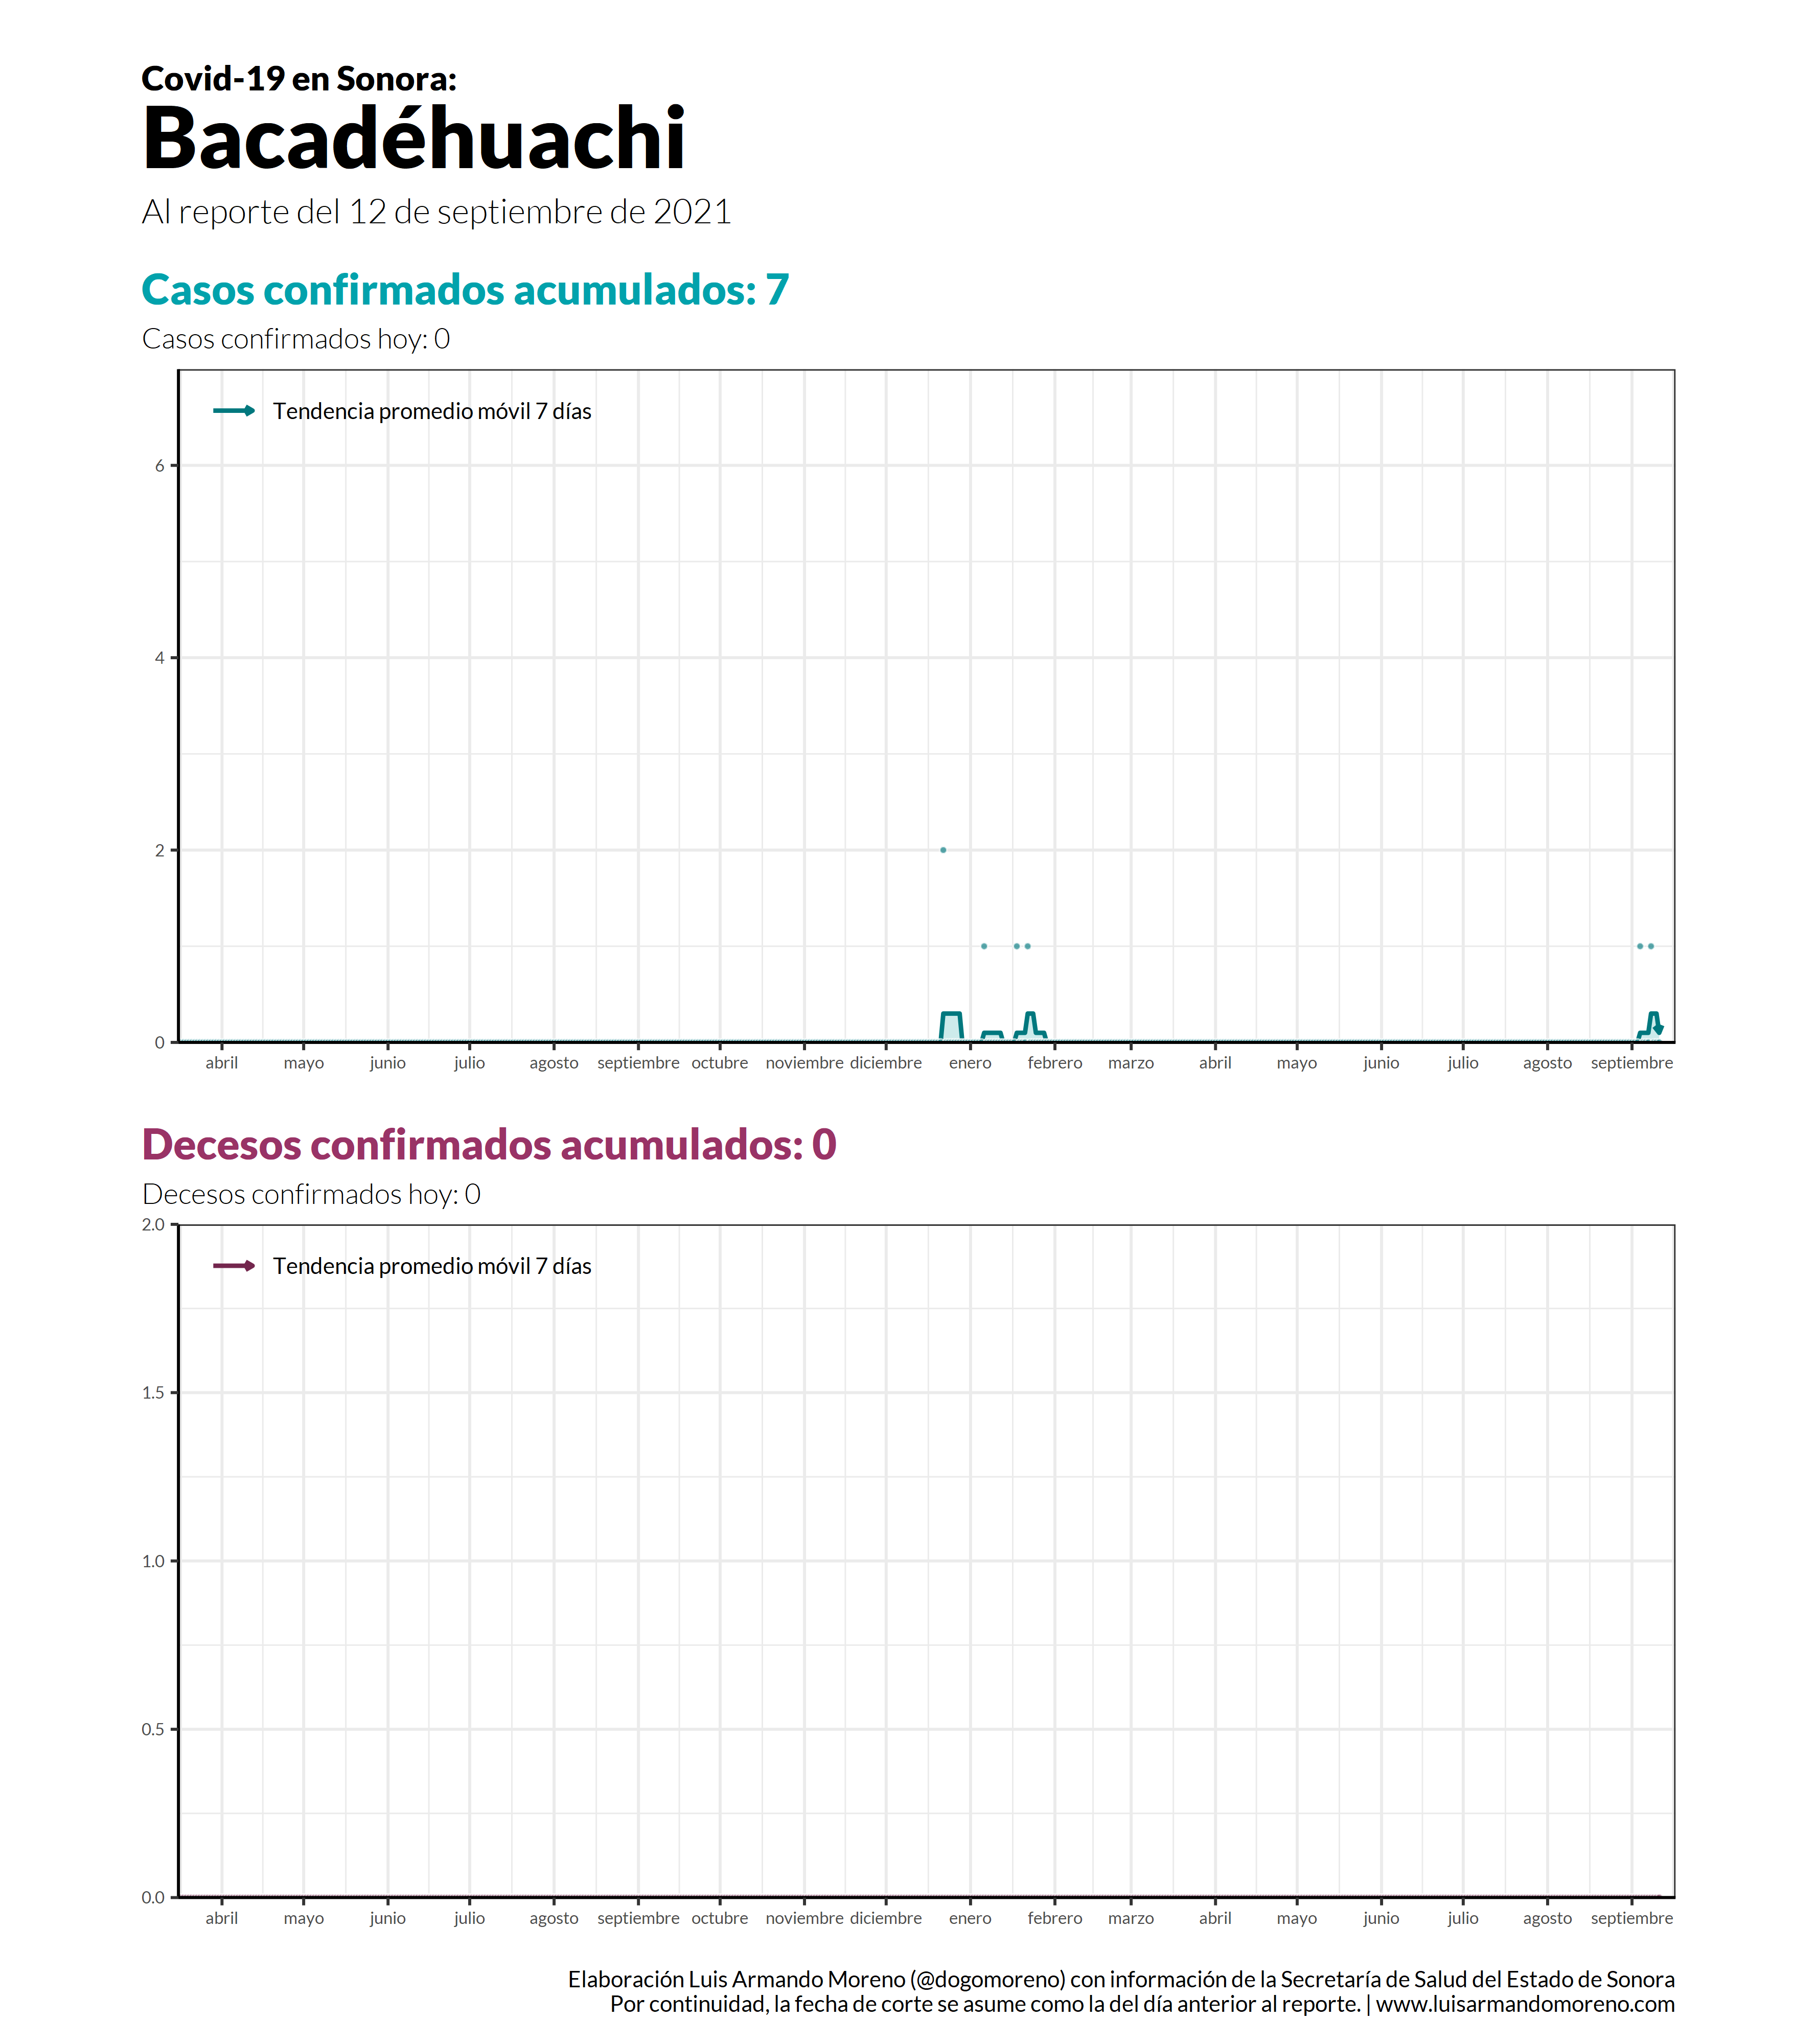 Covid-19 en Sonora:
Bacadéhuachi
Al reporte del 12 de septiembre de 2021
Casos confirmados acumulados: 7
Casos confirmados hoy: 0
Tendencia promedio móvil 7 días
6
4
2
0
abril mayo junio julio agosto septiembre octubre noviembre diciembre enero febrero marzo abril mayo junio julio agosto septiembre
Decesos confirmados acumulados: 0
Decesos confirmados hoy: 0
2.0
Tendencia promedio móvil 7 días
1.5
1.0
0.5
0.0
abril mayo junio julio agosto septiembre octubre noviembre diciembre enero febrero marzo abril mayo junio julio agosto septiembre
Elaboración Luis Armando Moreno (@dogomoreno) con información de la Secretaría de Salud del Estado de Sonora
Por continuidad, la fecha de corte se asume como la del día anterior al reporte. | www.luisarmandomoreno.com